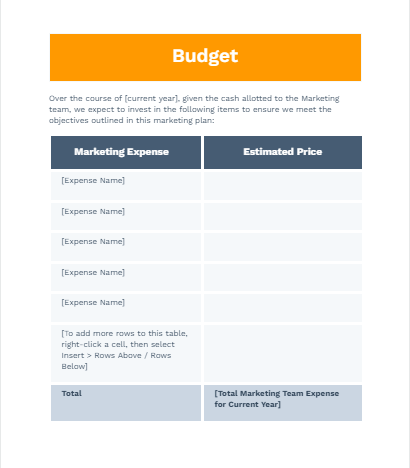 Budget
Over the course of [current year], given the cash allotted to the Marketing
team, we expect to invest in the following items to ensure we meet the
objectives outlined in this marketing plan:
Marketing Expense Estimated Price
[Expense Name]
[Expense Name]
[Expense Name]
[Expense Name]
[Expense Name]
[To add more rows to this table,
right-click a cell, then select
Insert > Rows Above / Rows
Below]
Total [Total Marketing Team Expense
for Current Year]